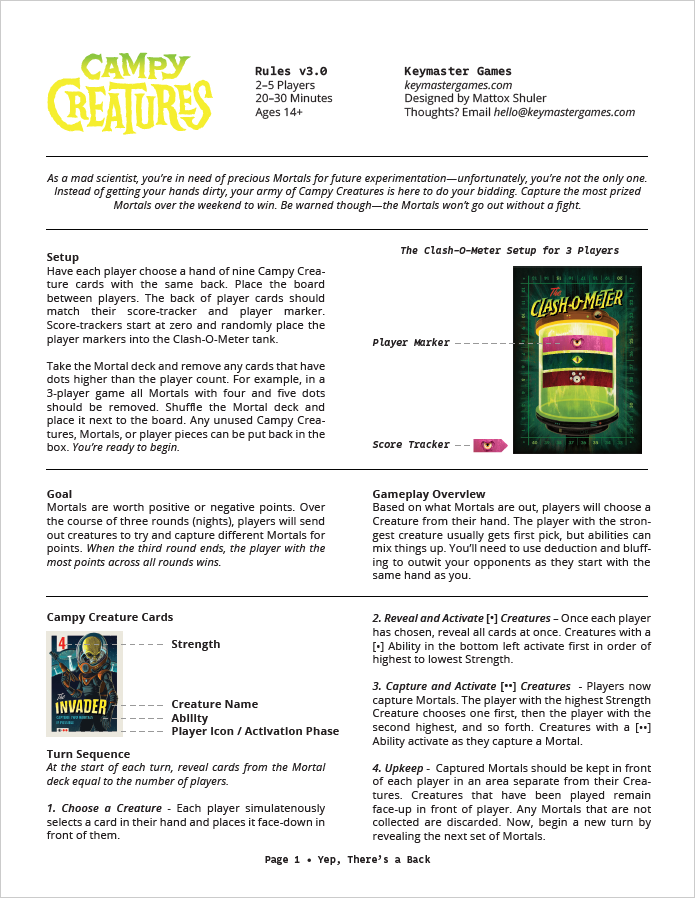 CAMPY
CREATURES
Rules v3.0
2–5 Players
20–30 Minutes
Ages 14+
Keymaster Games
keymastergames.com
Designed by Mattox Shuler
Thoughts? Email hello@keymastergames.com
As a mad scientist, you're in need of precious Mortals for future experimentation—unfortunately, you're not the only one.
Instead of getting your hands dirty, your army of Campy Creatures is here to do your bidding. Capture the most prized
Mortals over the weekend to win. Be warned though—the Mortals won't go out without a fight.
Setup
Have each player choose a hand of nine Campy Crea-
ture cards with the same back. Place the board
between players. The back of player cards should
match their score-tracker and player marker.
Score-trackers start at zero and randomly place the
player markers into the Clash-O-Meter tank.
Take the Mortal deck and remove any cards that have
dots higher than the player count. For example, in a
3-player game all Mortals with four and five dots
should be removed. Shuffle the Mortal deck and
place it next to the board. Any unused Campy Crea-
tures, Mortals, or player pieces can be put back in the
box. You're ready to begin.
The Clash-O-Meter Setup for 3 Players
The
CLASH-O-METER
Player Marker
Score Tracker
Goal
Mortals are worth positive or negative points. Over
the course of three rounds (nights), players will send
out creatures to try and capture different Mortals for
points. When the third round ends, the player with the
most points across all rounds wins.
Gameplay Overview
Based on what Mortals are out, players will choose a
Creature from their hand. The player with the stron-
gest creature usually gets first pick, but abilities can
mix things up. You'll need to use deduction and bluff-
ing to outwit your opponents as they start with the
same hand as you.
Campy Creature Cards
4
The
INVADER
Strength
Creature Name
Ability
Player Icon / Activation Phase
Turn Sequence
At the start of each turn, reveal cards from the Mortal
deck equal to the number of players.
1. Choose a Creature - Each player simulatenously
selects a card in their hand and places it face-down in
front of them.
2. Reveal and Activate [•] Creatures – Once each player
has chosen, reveal all cards at once. Creatures with a
[•] Ability in the bottom left activate first in order of
highest to lowest Strength.
3. Capture and Activate [••] Creatures - Players now
capture Mortals. The player with the highest Strength
Creature chooses one first, then the player with the
second highest, and so forth. Creatures with a [••]
Ability activate as they capture a Mortal.
4. Upkeep - Captured Mortals should be kept in front
of each player in an area separate from their Crea-
tures. Creatures that have been played remain
face-up in front of player. Any Mortals that are not
collected are discarded. Now, begin a new turn by
revealing the next set of Mortals.
Page 1 • Yep, There's a Back